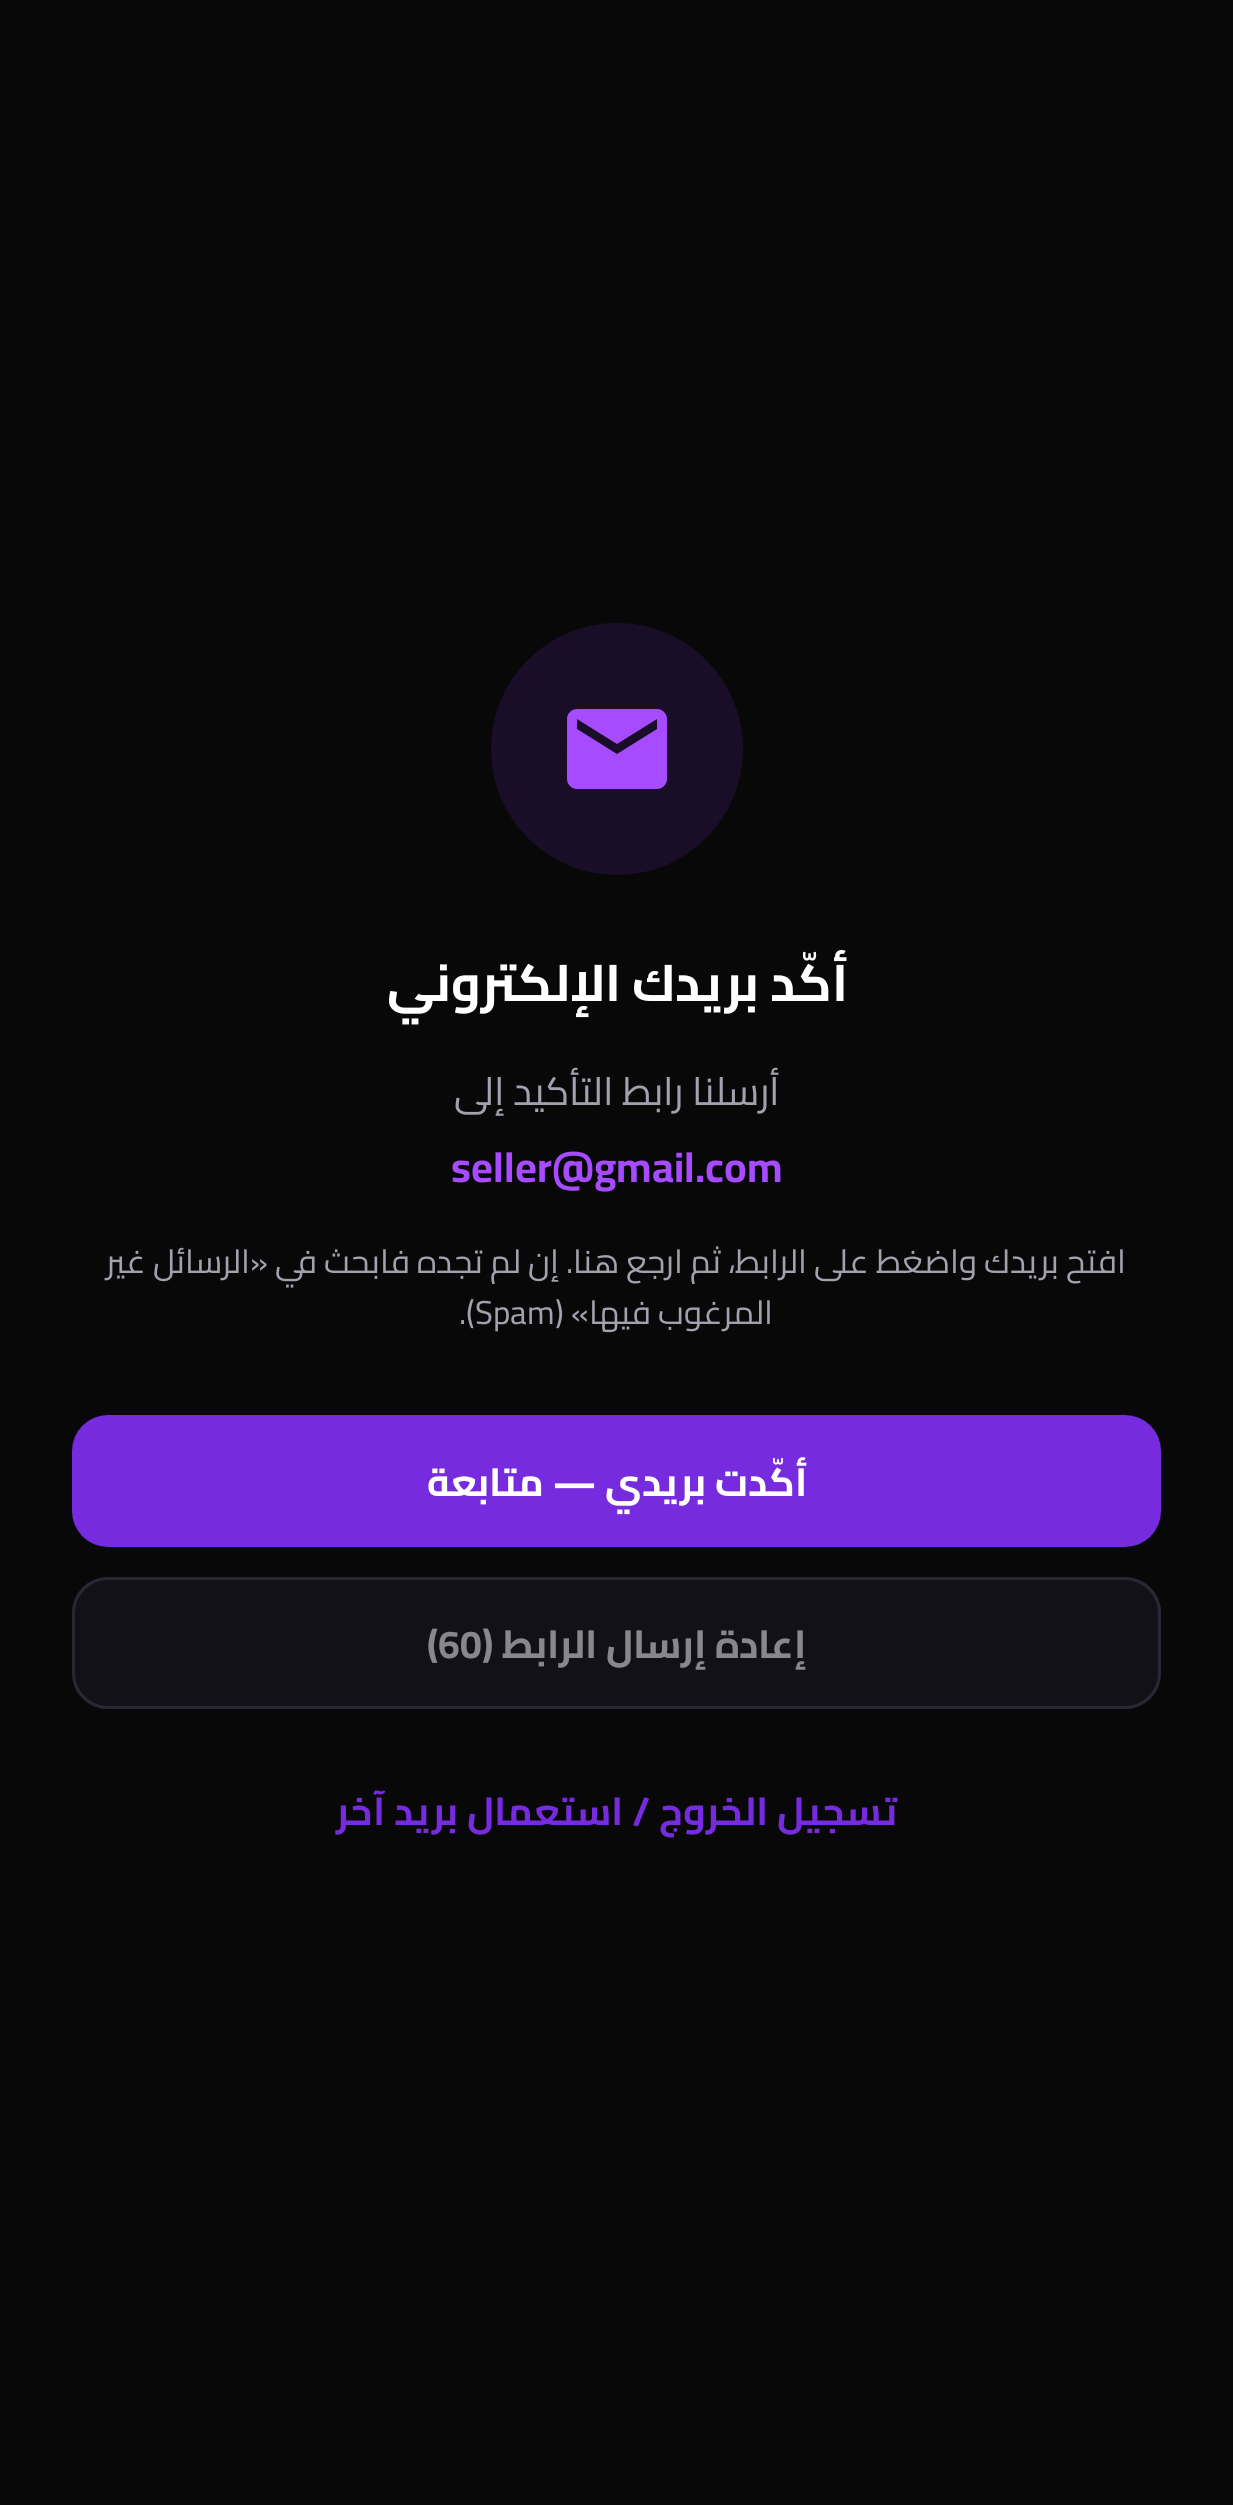 أكّد بريدك الإلكتروني
أرسلنا رابط التأكيد إلى
seller@gmail.com
افتح بريدك واضغط على الرابط، ثم ارجع هنا. إن لم تجده فابحث في «الرسائل غير
المرغوب فيها» (Spam).
أكّدت بريدي — متابعة
إعادة إرسال الرابط (60)
تسجيل الخروج / استعمال بريد آخر